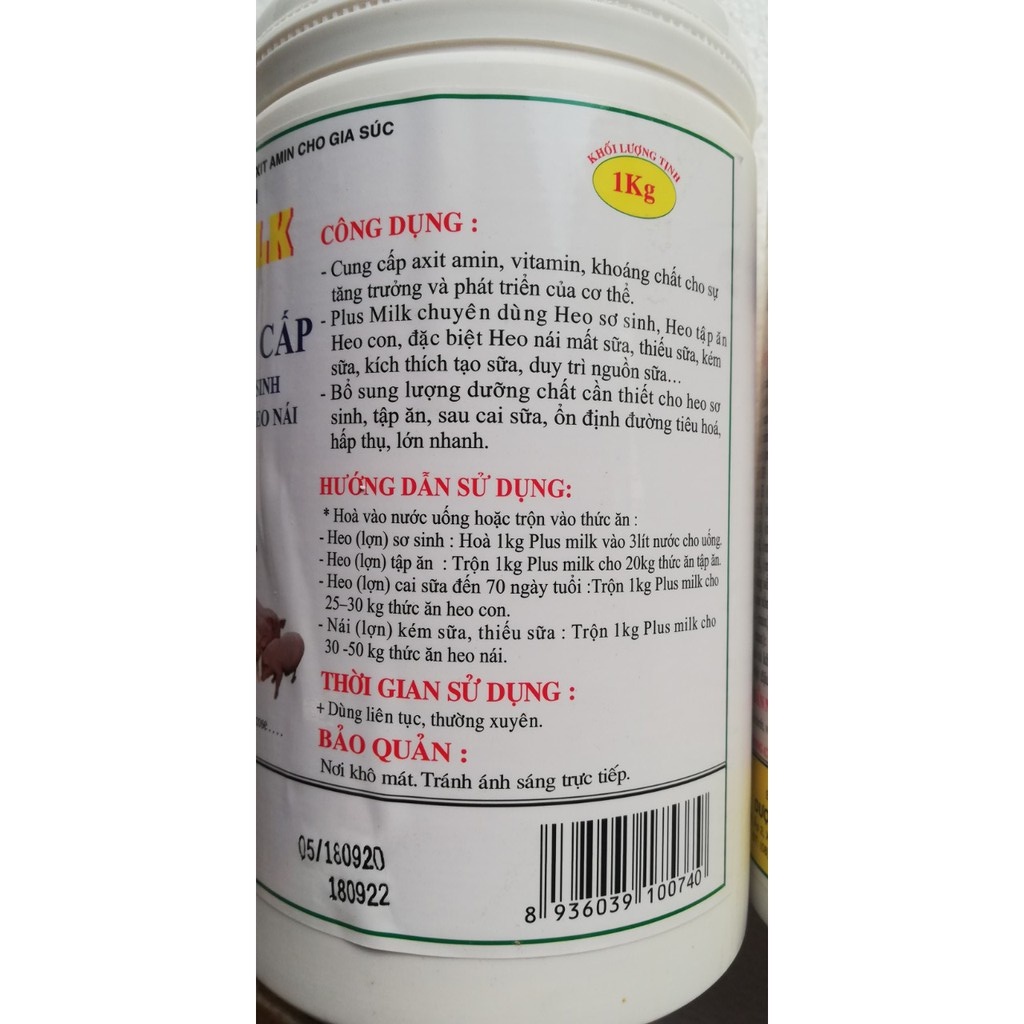 AMIN CHO GIA SÚC
KHỐI LƯỢNG TỊNH
1Kg
CẤP
SINH
NÁI
CÔNG DỤNG :
- Cung cấp axit amin, vitamin, khoáng chất cho sự
tăng trưởng và phát triển của cơ thể.
- Plus Milk chuyên dùng Heo sơ sinh, Heo tập ăn
Heo con, đặc biệt Heo nái mất sữa, thiếu sữa, kém
sữa, kích thích tạo sữa, duy trì nguồn sữa...
- Bổ sung lượng dưỡng chất cần thiết cho heo sơ
sinh, tập ăn, sau cai sữa, ổn định đường tiêu hoá,
hấp thụ, lớn nhanh.
HƯỚNG DẪN SỬ DỤNG:
* Hoà vào nước uống hoặc trộn vào thức ăn :
- Heo (lợn) sơ sinh : Hoà 1kg Plus milk vào 3lít nước cho uống.
- Heo (lợn) tập ăn : Trộn 1kg Plus milk cho 20kg thức ăn tập ăn.
- Heo (lợn) cai sữa đến 70 ngày tuổi :Trộn 1kg Plus milk cho
25–30 kg thức ăn heo con.
- Nái (lợn) kém sữa, thiếu sữa : Trộn 1kg Plus milk cho
30 -50 kg thức ăn heo nái.
THỜI GIAN SỬ DỤNG :
+ Dùng liên tục, thường xuyên.
BẢO QUẢN :
Nơi khô mát. Tránh ánh sáng trực tiếp.
05/180920
180922
8 936039 100740